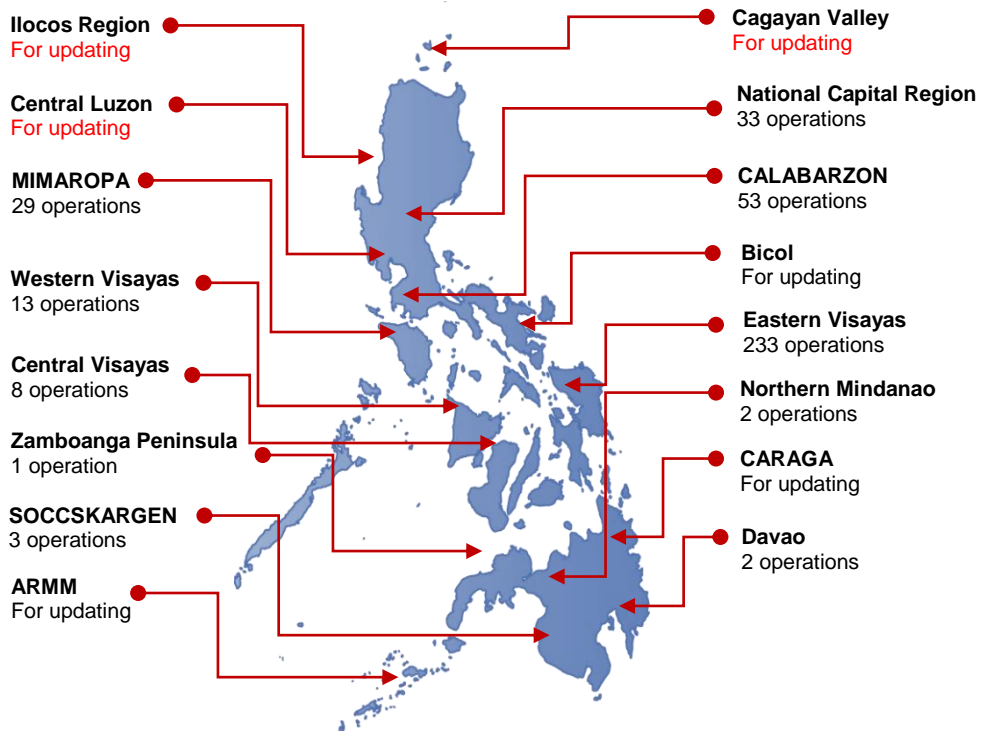 Ilocos Region
For updating
Central Luzon
For updating
MIMAROPA
29 operations
Western Visayas
13 operations
Central Visayas
8 operations
Zamboanga Peninsula
1 operation
SOCCSKARGEN
3 operations
ARMM
For updating
Cagayan Valley
For updating
National Capital Region
33 operations
CALABARZON
53 operations
Bicol
For updating
Eastern Visayas
233 operations
Northern Mindanao
2 operations
CARAGA
For updating
Davao
2 operations